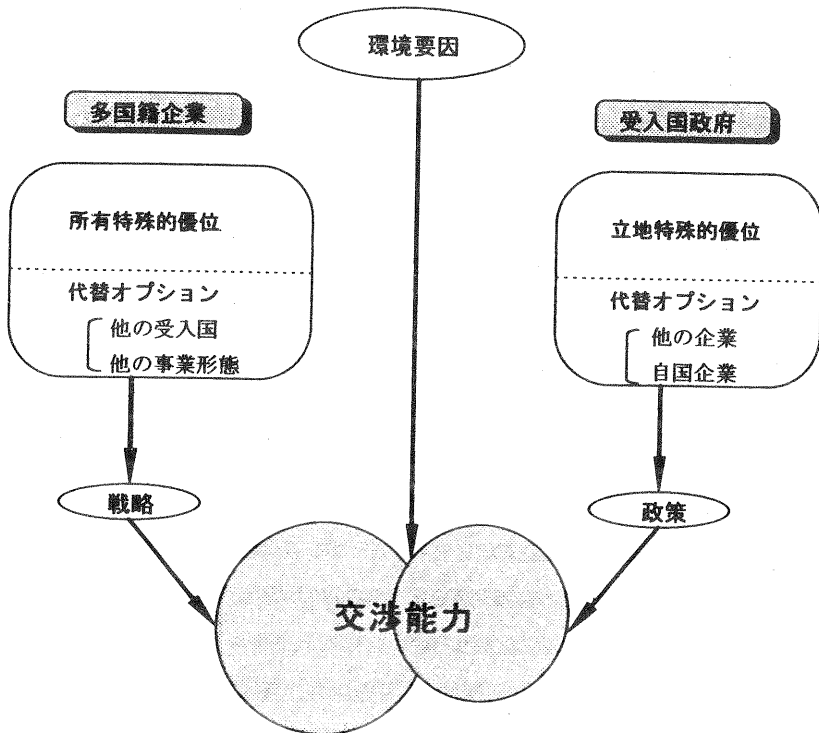 環境要因
多国籍企業
所有特殊的優位
代替オプション
他の受入国
他の事業形態
戦略
受入国政府
立地特殊的優位
代替オプション
他の企業
自国企業
政策
交渉能力